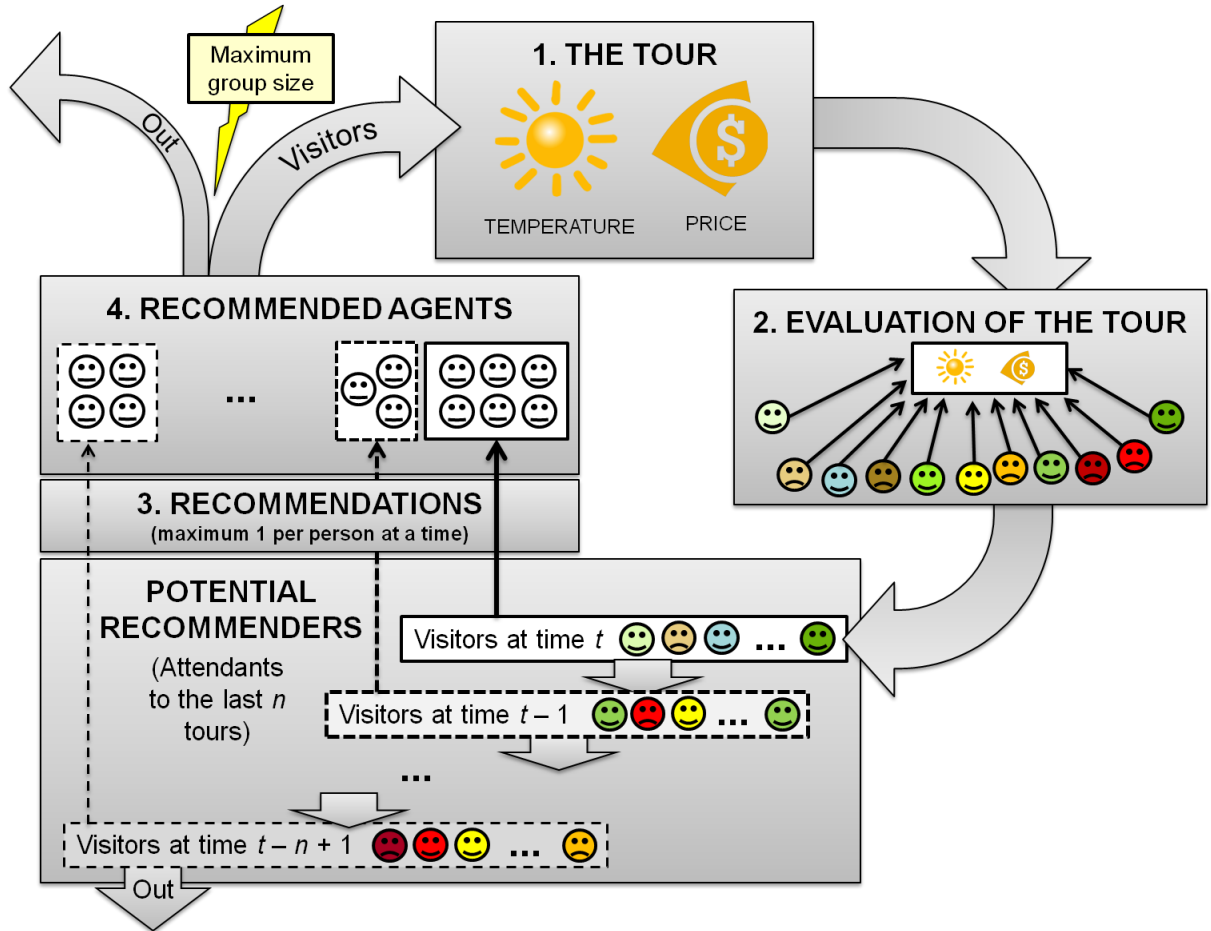 Maximum
group size
Out
Visitors
1. THE TOUR
$
TEMPERATURE
PRICE
4. RECOMMENDED AGENTS
...
2. EVALUATION OF THE TOUR
$
3. RECOMMENDATIONS
(maximum 1 per person at a time)
POTENTIAL
RECOMMENDERS
(Attendants
to the last n
tours)
Visitors at time t ...
Visitors at time t – 1 ...
...
Visitors at time t – n + 1 ...
Out